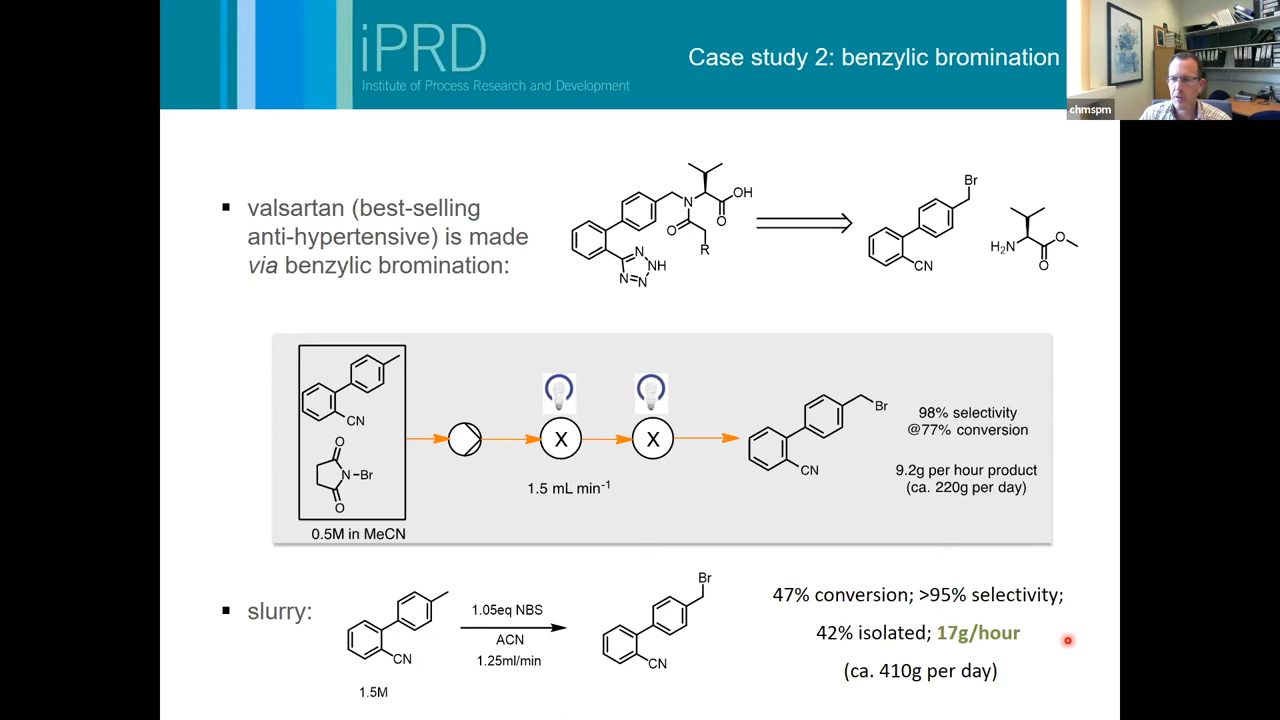 iPRD
Institute of Process Research and Development
Case study 2: benzylic bromination
chmspm
▪ valsartan (best-selling
anti-hypertensive) is made
via benzylic bromination:
OH
O
N
O
R
N
NH
N N
Br
CN
H₂N
O
O
CN
O
N Br
O
0.5M in MeCN
X
X
1.5 mL min⁻¹
Br
CN
98% selectivity
@77% conversion
9.2g per hour product
(ca. 220g per day)
▪ slurry:
CN
1.5M
1.05eq NBS
ACN
1.25ml/min
Br
CN
47% conversion; >95% selectivity;
42% isolated; 17g/hour
(ca. 410g per day)